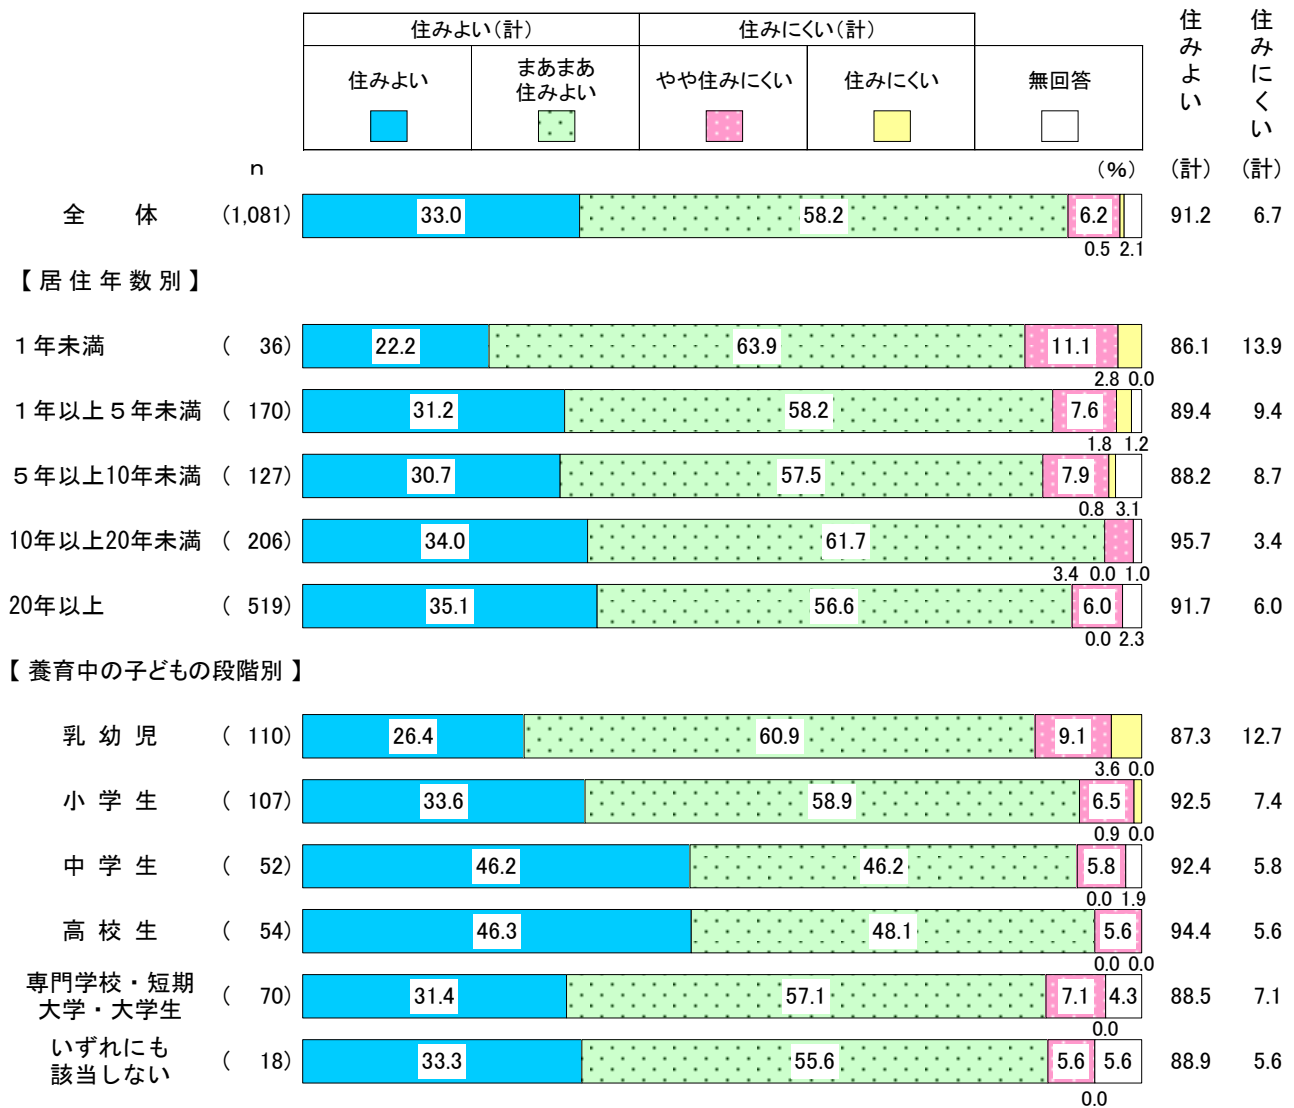 住みよい(計) 住みにくい(計)
住みよい まあまあ住みよい やや住みにくい 住みにくい 無回答
住みよい(計) 住みにくい(計)
n (%)
全 体 (1,081) 33.0 58.2 6.2 91.2 6.7
0.5 2.1
【居住年数別】
1年未満 ( 36) 22.2 63.9 11.1 86.1 13.9
2.8 0.0
1年以上5年未満 ( 170) 31.2 58.2 7.6 89.4 9.4
1.8 1.2
5年以上10年未満 ( 127) 30.7 57.5 7.9 88.2 8.7
0.8 3.1
10年以上20年未満 ( 206) 34.0 61.7 95.7 3.4
3.4 0.0 1.0
20年以上 ( 519) 35.1 56.6 6.0 91.7 6.0
0.0 2.3
【養育中の子どもの段階別】
乳 幼 児 ( 110) 26.4 60.9 9.1 87.3 12.7
3.6 0.0
小 学 生 ( 107) 33.6 58.9 6.5 92.5 7.4
0.9 0.0
中 学 生 ( 52) 46.2 46.2 5.8 92.4 5.8
0.0 1.9
高 校 生 ( 54) 46.3 48.1 5.6 94.4 5.6
0.0 0.0
専門学校・短期
大学・大学生 ( 70) 31.4 57.1 7.1 4.3 88.5 7.1
0.0
いずれにも
該当しない ( 18) 33.3 55.6 5.6 5.6 88.9 5.6
0.0